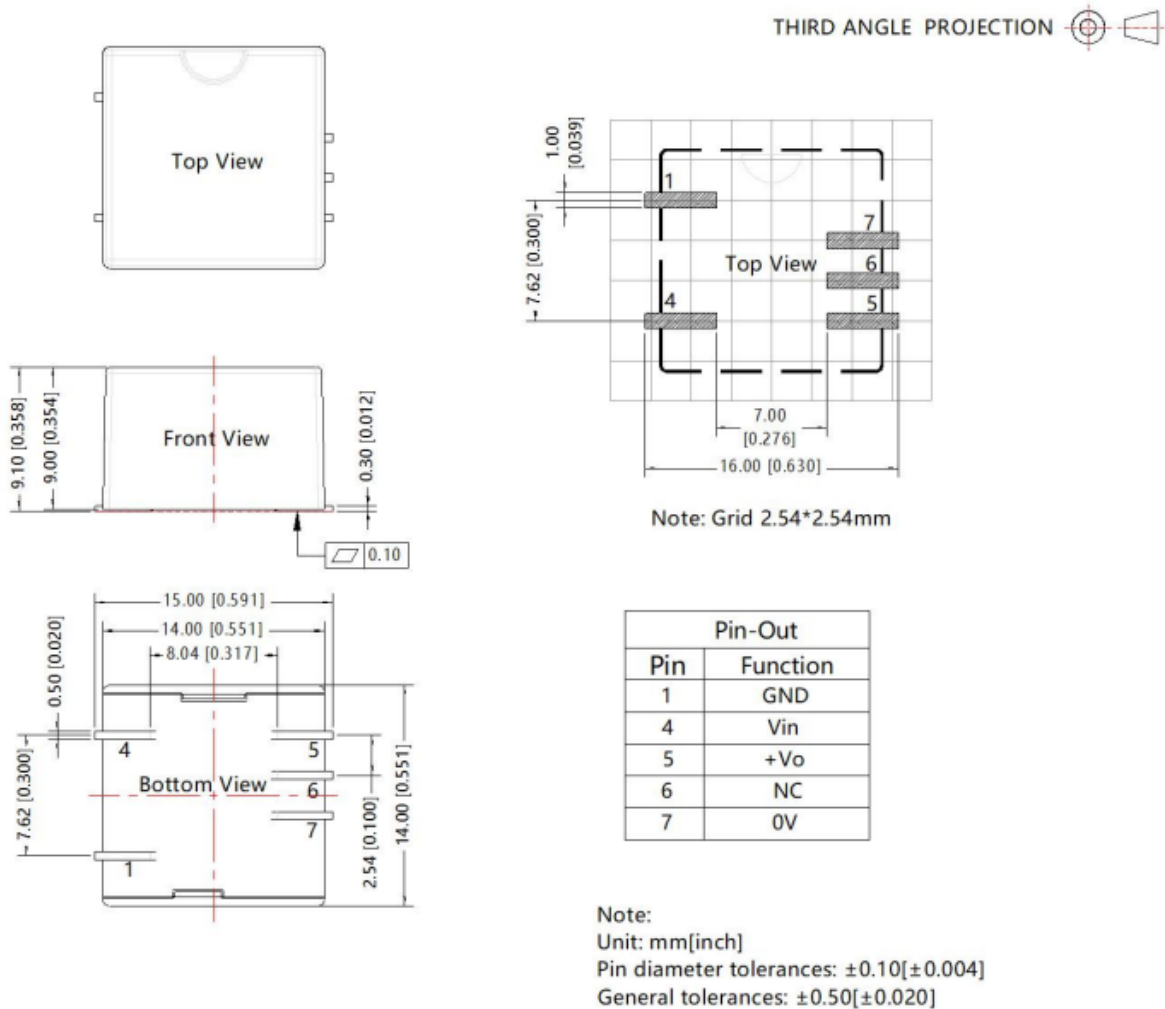 THIRD ANGLE PROJECTION
Top View
1.00
[0.039]
7.62 [0.300]
1
4
Top View
7
6
5
7.00
[0.276]
16.00 [0.630]
Note: Grid 2.54*2.54mm
9.10 [0.358]
9.00 [0.354]
Front View
0.30 [0.012]
0.10
15.00 [0.591]
14.00 [0.551]
8.04 [0.317]
0.50 [0.020]
7.62 [0.300]
4
5
Bottom View
6
7
1
2.54 [0.100]
14.00 [0.551]
Pin-Out
Pin Function
1 GND
4 Vin
5 +Vo
6 NC
7 0V
Note:
Unit: mm[inch]
Pin diameter tolerances: ±0.10[±0.004]
General tolerances: ±0.50[±0.020]